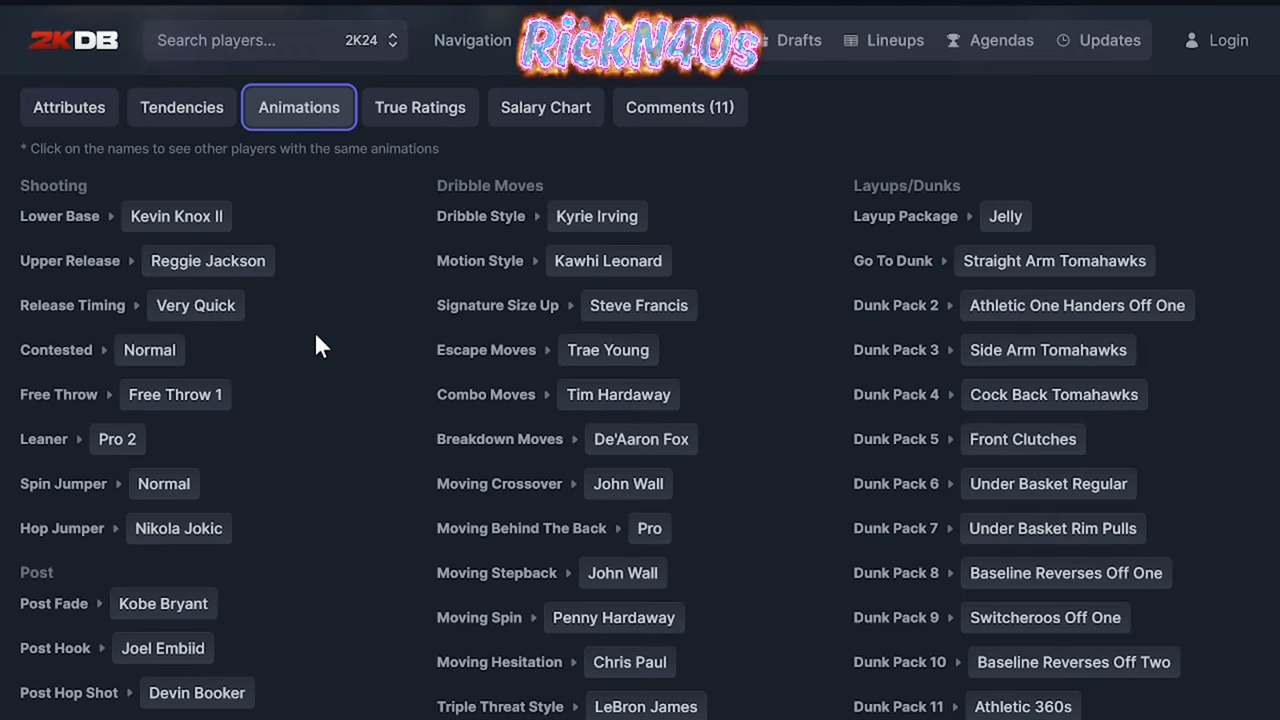 2KDB
Search players...
2K24
Navigation
RickN40s
Drafts
Lineups
Agendas
Updates
Login
Attributes
Tendencies
Animations
True Ratings
Salary Chart
Comments (11)
* Click on the names to see other players with the same animations
Shooting
Lower Base Kevin Knox II
Upper Release Reggie Jackson
Release Timing Very Quick
Contested Normal
Free Throw Free Throw 1
Leaner Pro 2
Spin Jumper Normal
Hop Jumper Nikola Jokic
Post
Post Fade Kobe Bryant
Post Hook Joel Embiid
Post Hop Shot Devin Booker
Dribble Moves
Dribble Style Kyrie Irving
Motion Style Kawhi Leonard
Signature Size Up Steve Francis
Escape Moves Trae Young
Combo Moves Tim Hardaway
Breakdown Moves De'Aaron Fox
Moving Crossover John Wall
Moving Behind The Back Pro
Moving Stepback John Wall
Moving Spin Penny Hardaway
Moving Hesitation Chris Paul
Triple Threat Style LeBron James
Layups/Dunks
Layup Package Jelly
Go To Dunk Straight Arm Tomahawks
Dunk Pack 2 Athletic One Handers Off One
Dunk Pack 3 Side Arm Tomahawks
Dunk Pack 4 Cock Back Tomahawks
Dunk Pack 5 Front Clutches
Dunk Pack 6 Under Basket Regular
Dunk Pack 7 Under Basket Rim Pulls
Dunk Pack 8 Baseline Reverses Off One
Dunk Pack 9 Switcheroos Off One
Dunk Pack 10 Baseline Reverses Off Two
Dunk Pack 11 Athletic 360s